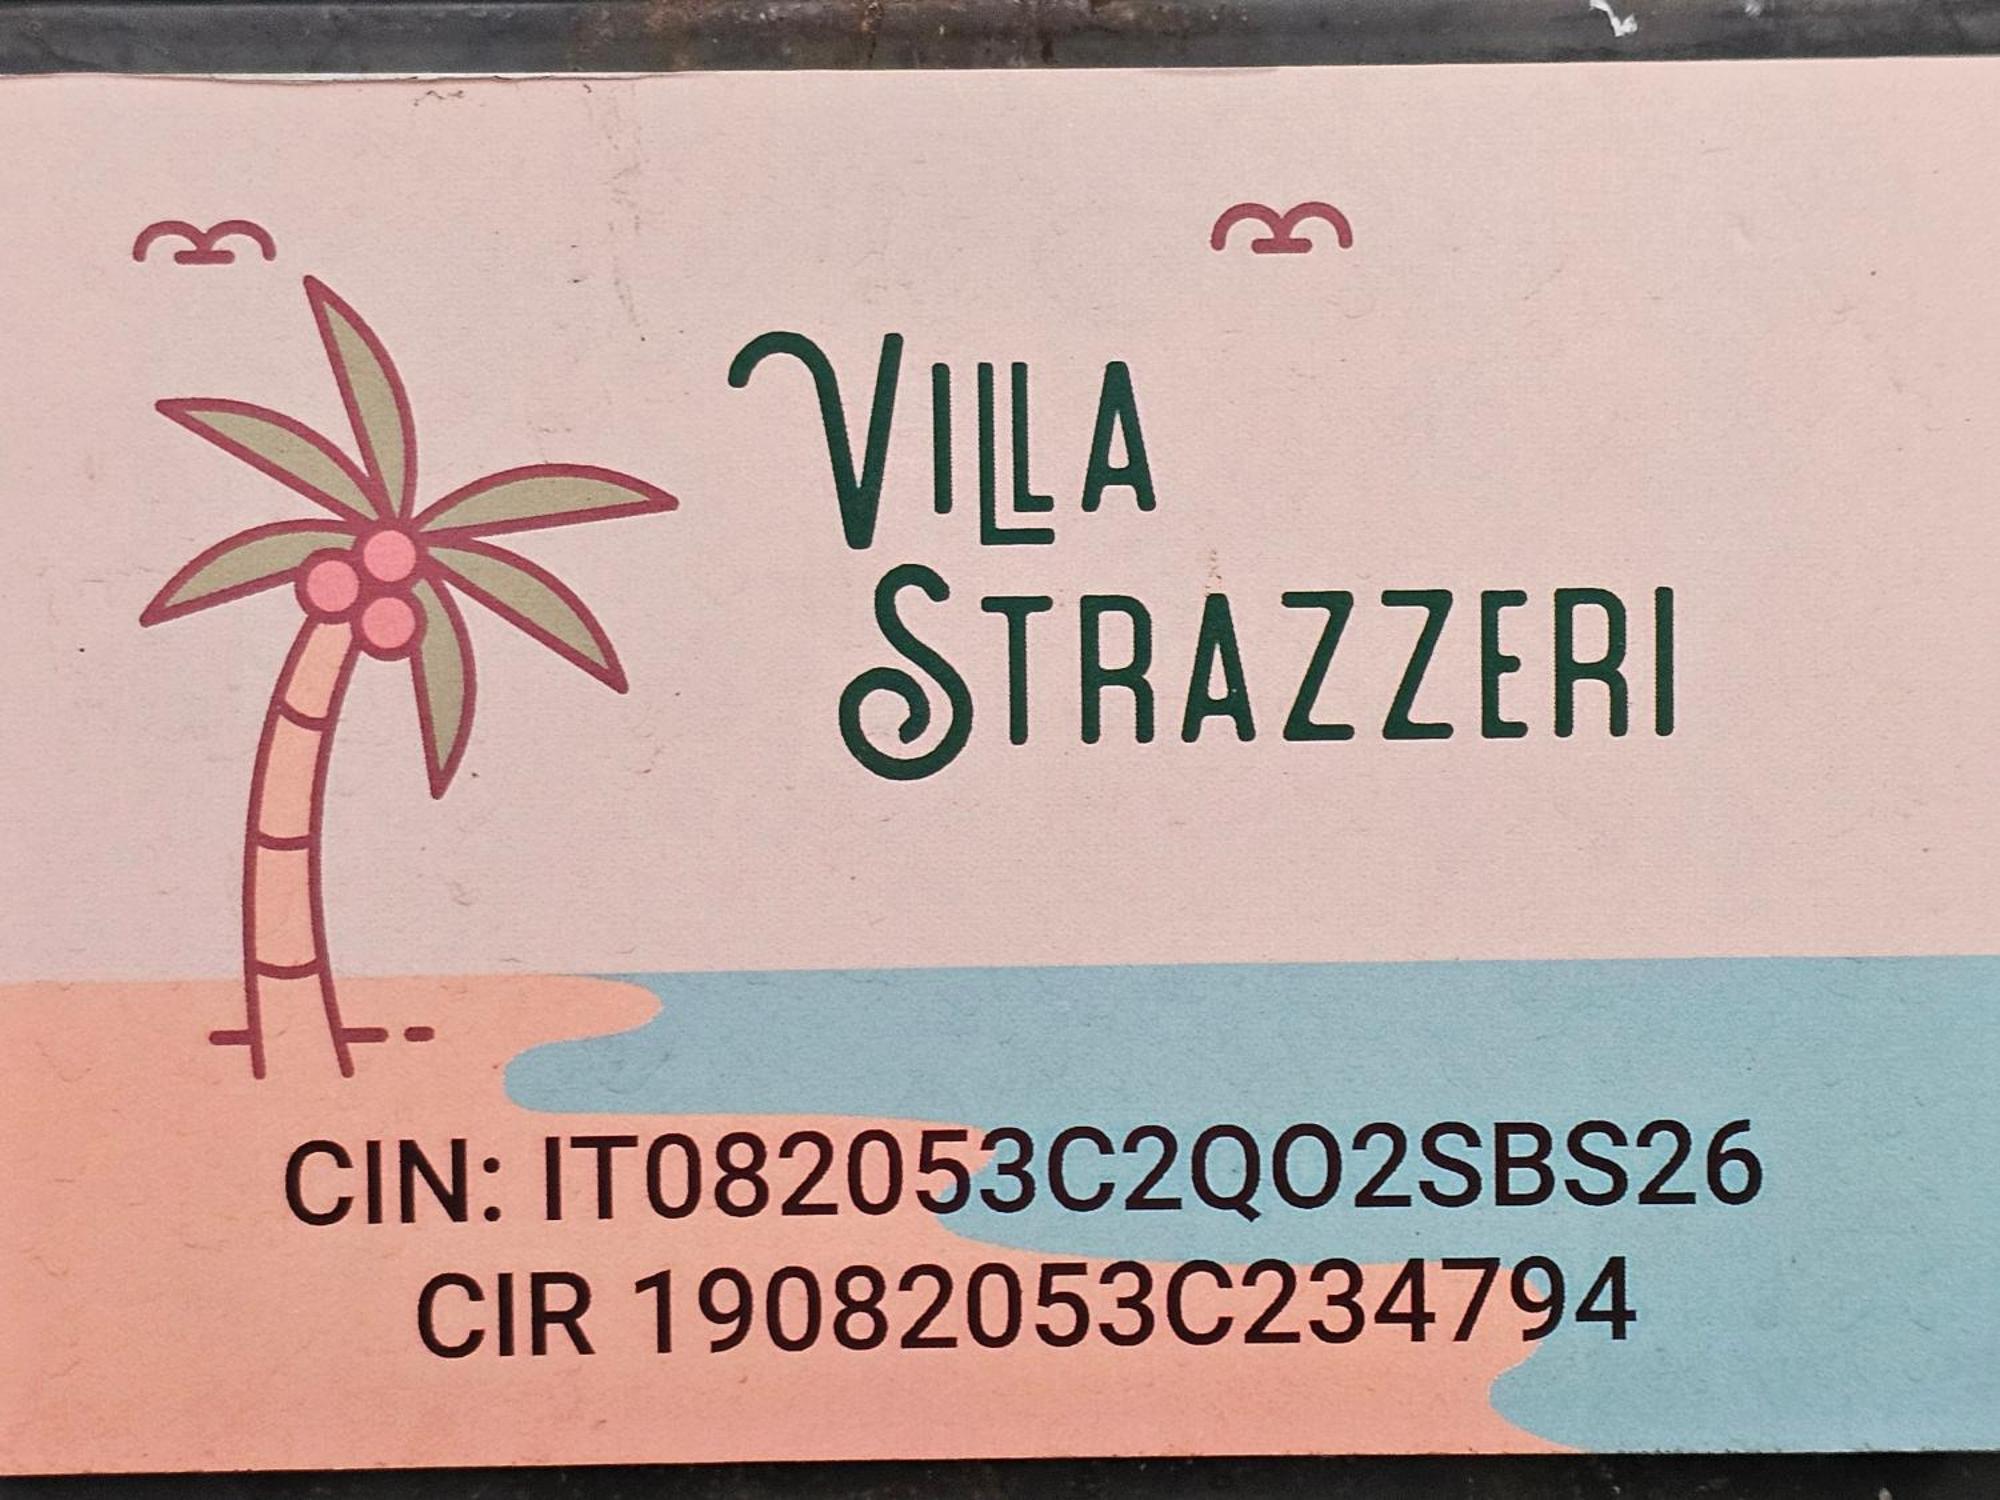 VILLA
STRAZZERI
CIN: IT082053C2QO2SBS26
CIR 19082053C234794